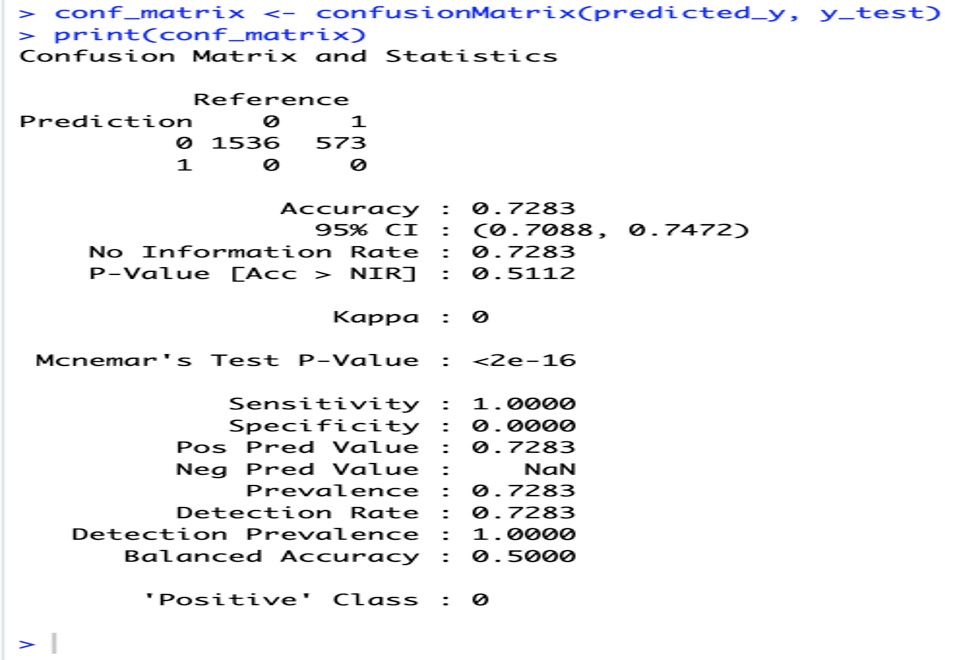 > conf_matrix <- confusionMatrix(predicted_y, y_test)
> print(conf_matrix)
Confusion Matrix and Statistics
Reference
Prediction 0 1
0 1536 573
1 0 0
Accuracy : 0.7283
95% CI : (0.7088, 0.7472)
No Information Rate : 0.7283
P-Value [Acc > NIR] : 0.5112
Kappa : 0
Mcnemar's Test P-Value : <2e-16
Sensitivity : 1.0000
Specificity : 0.0000
Pos Pred Value : 0.7283
Neg Pred Value : NaN
Prevalence : 0.7283
Detection Rate : 0.7283
Detection Prevalence : 1.0000
Balanced Accuracy : 0.5000
'Positive' Class : 0
>